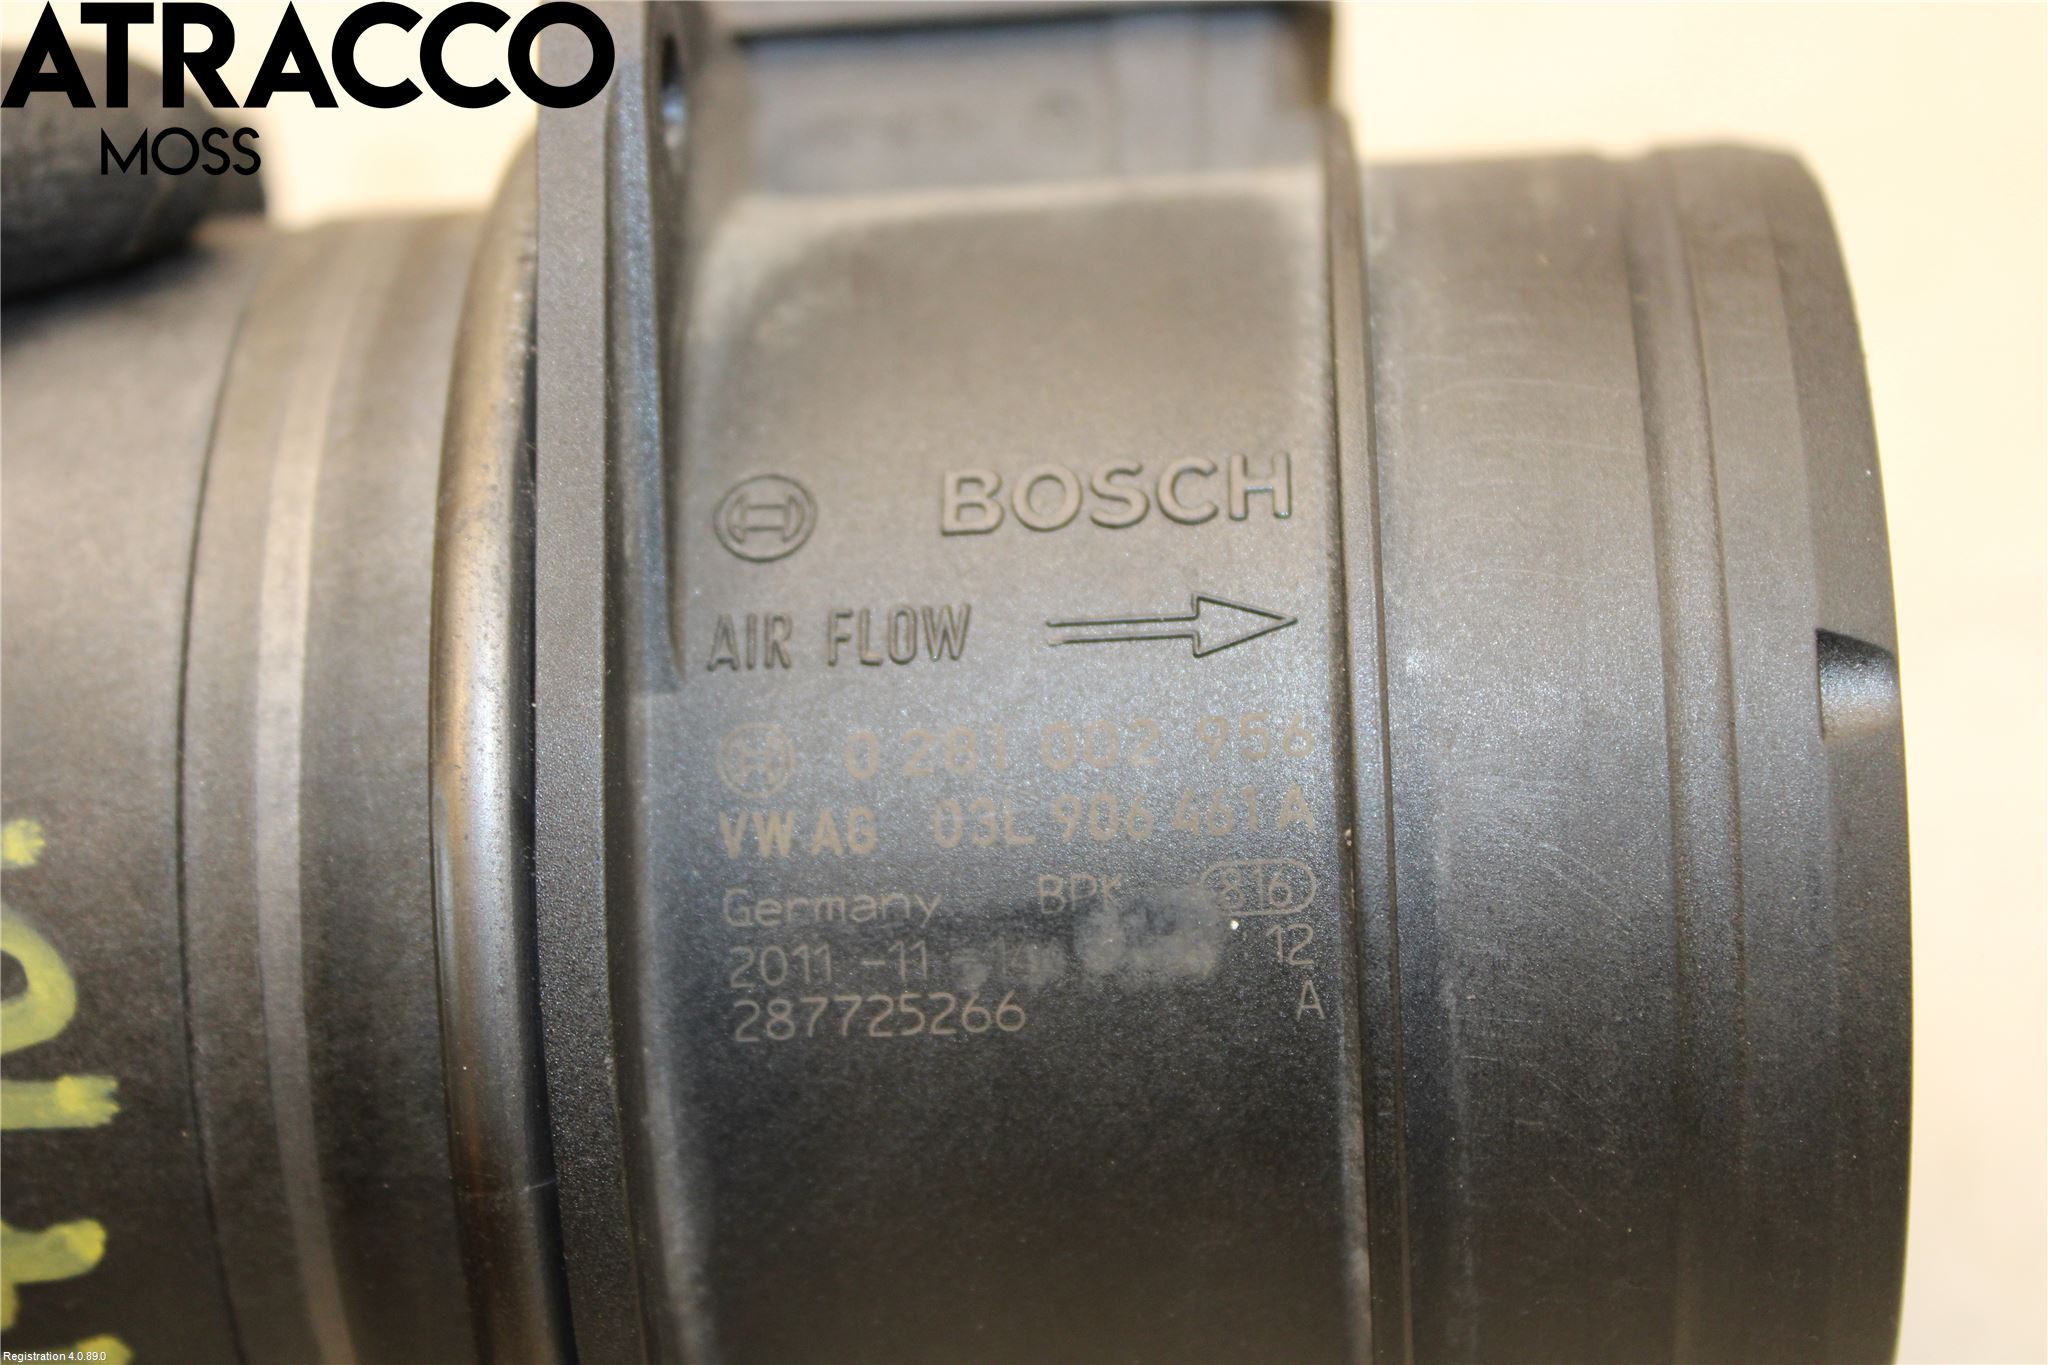 ATRACCO
MOSS
BOSCH
AIR FLOW
0 281 002 956
VW AG 03L 906 461 A
Germany BPK 816
2011 -11 12
287725266 A
Registration 4.0.89.0